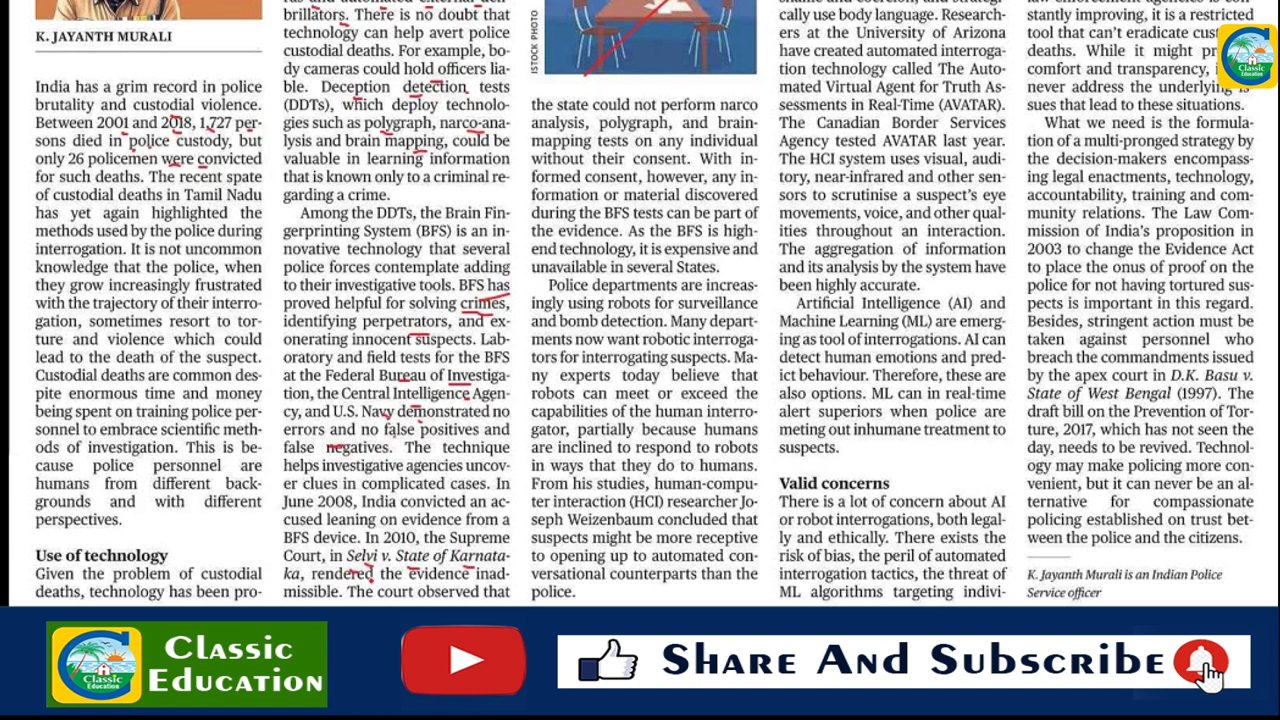 K. JAYANTH MURALI
India has a grim record in police
brutality and custodial violence.
Between 2001 and 2018, 1,727 per-
sons died in police custody, but
only 26 policemen were convicted
for such deaths. The recent spate
of custodial deaths in Tamil Nadu
has yet again highlighted the
methods used by the police during
interrogation. It is not uncommon
knowledge that the police, when
they grow increasingly frustrated
with the trajectory of their interro-
gation, sometimes resort to tor-
ture and violence which could
lead to the death of the suspect.
Custodial deaths are common des-
pite enormous time and money
being spent on training police per-
sonnel to embrace scientific meth-
ods of investigation. This is be-
cause police personnel are
humans from different back-
grounds and with different
perspectives.
Use of technology
Given the problem of custodial
deaths, technology has been pro-
brillators. There is no doubt that
technology can help avert police
custodial deaths. For example, bo-
dy cameras could hold officers lia-
ble. Deception detection tests
(DDTs), which deploy technolo-
gies such as polygraph, narco-ana-
lysis and brain mapping, could be
valuable in learning information
that is known only to a criminal re-
garding a crime.
Among the DDTs, the Brain Fin-
gerprinting System (BFS) is an in-
novative technology that several
police forces contemplate adding
to their investigative tools. BFS has
proved helpful for solving crimes,
identifying perpetrators, and ex-
onerating innocent suspects. Lab-
oratory and field tests for the BFS
at the Federal Bureau of Investiga-
tion, the Central Intelligence Agen-
cy, and U.S. Navy demonstrated no
errors and no false positives and
false negatives. The technique
helps investigative agencies uncov-
er clues in complicated cases. In
June 2008, India convicted an ac-
cused leaning on evidence from a
BFS device. In 2010, the Supreme
Court, in Selvi v. State of Karnata-
ka, rendered the evidence inad-
missible. The court observed that
ISTOCK PHOTO
the state could not perform narco
analysis, polygraph, and brain-
mapping tests on any individual
without their consent. With in-
formed consent, however, any in-
formation or material discovered
during the BFS tests can be part of
the evidence. As the BFS is high-
end technology, it is expensive and
unavailable in several States.
Police departments are increas-
ingly using robots for surveillance
and bomb detection. Many depart-
ments now want robotic interroga-
tors for interrogating suspects. Ma-
ny experts today believe that
robots can meet or exceed the
capabilities of the human interro-
gator, partially because humans
are inclined to respond to robots
in ways that they do to humans.
From his studies, human-compu-
ter interaction (HCI) researcher Jo-
seph Weizenbaum concluded that
suspects might be more receptive
to opening up to automated con-
versational counterparts than the
police.
cally use body language. Research-
ers at the University of Arizona
have created automated interroga-
tion technology called The Auto-
mated Virtual Agent for Truth As-
sessments in Real-Time (AVATAR).
The Canadian Border Services
Agency tested AVATAR last year.
The HCI system uses visual, audi-
tory, near-infrared and other sen-
sors to scrutinise a suspect's eye
movements, voice, and other qual-
ities throughout an interaction.
The aggregation of information
and its analysis by the system have
been highly accurate.
Artificial Intelligence (AI) and
Machine Learning (ML) are emerg-
ing as tool of interrogations. AI can
detect human emotions and pred-
ict behaviour. Therefore, these are
also options. ML can in real-time
alert superiors when police are
meting out inhumane treatment to
suspects.
Valid concerns
There is a lot of concern about AI
or robot interrogations, both legal-
ly and ethically. There exists the
risk of bias, the peril of automated
interrogation tactics, the threat of
ML algorithms targeting indivi-
stantly improving, it is a restricted
tool that can't eradicate
deaths. While it might
comfort and transparency,
never address the underlying
sues that lead to these situations.
What we need is the formula-
tion of a multi-pronged strategy by
the decision-makers encompass-
ing legal enactments, technology,
accountability, training and com-
munity relations. The Law Com-
mission of India's proposition in
2003 to change the Evidence Act
to place the onus of proof on the
police for not having tortured sus-
pects is important in this regard.
Besides, stringent action must be
taken against personnel who
breach the commandments issued
by the apex court in D.K. Basu v.
State of West Bengal (1997). The
draft bill on the Prevention of Tor-
ture, 2017, which has not seen the
day, needs to be revived. Technol-
ogy may make policing more con-
venient, but it can never be an al-
ternative for compassionate
policing established on trust bet-
ween the police and the citizens.
K. Jayanth Murali is an Indian Police
Service officer
Classic
Education
Classic
Education
Classic
Education
Share And Subscribe